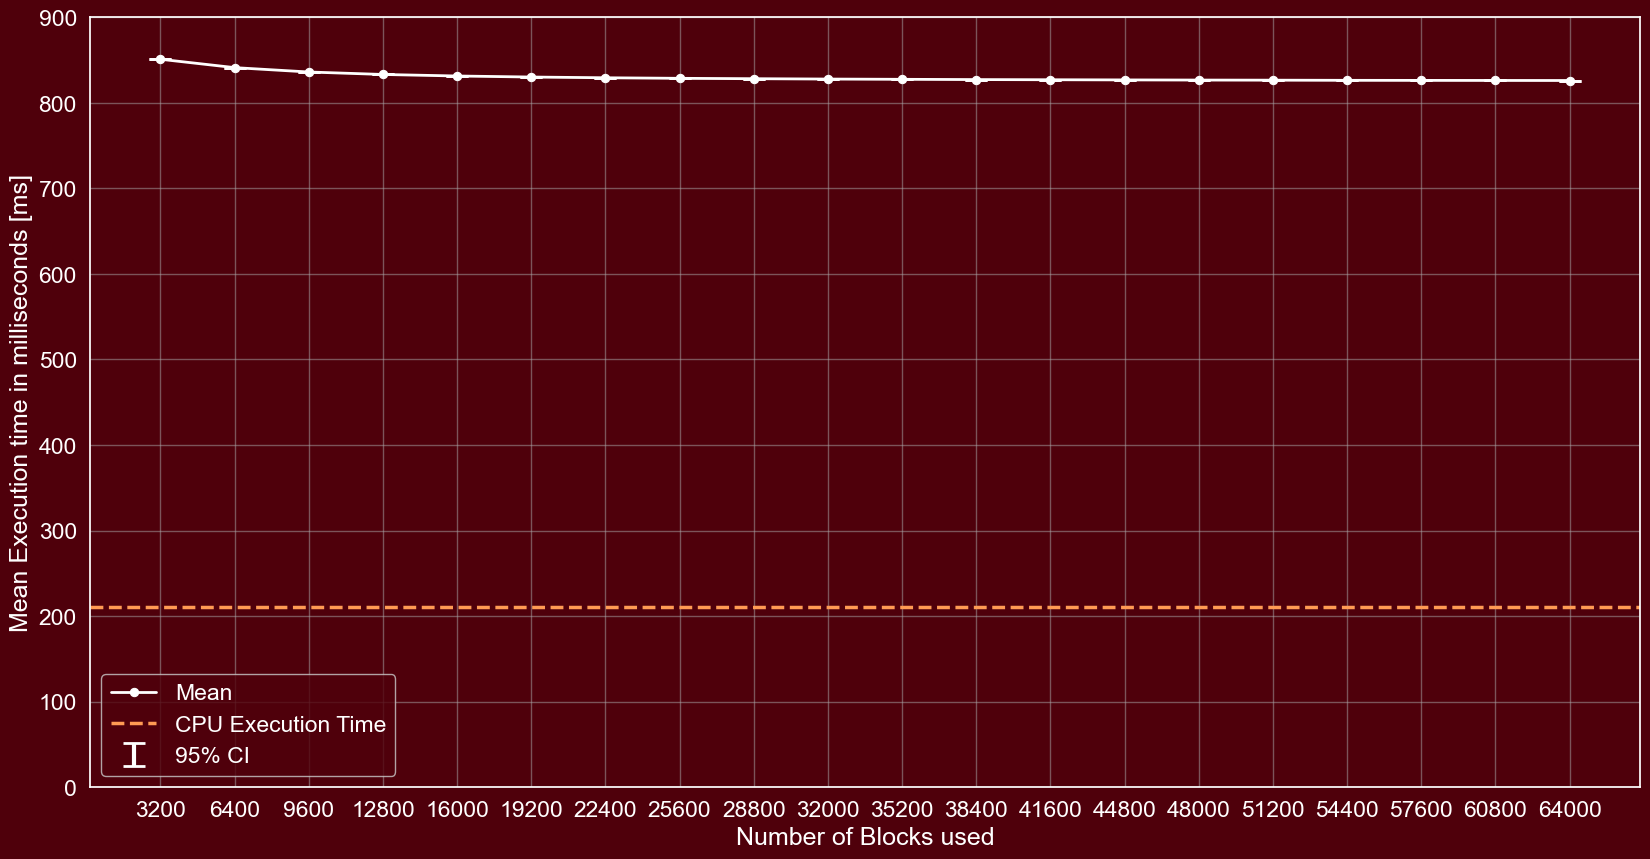 900
800
700
600
500
400
300
200
100
0
Mean Execution time in milliseconds [ms]
Mean
CPU Execution Time
95% CI
3200 6400 9600 12800 16000 19200 22400 25600 28800 32000 35200 38400 41600 44800 48000 51200 54400 57600 60800 64000
Number of Blocks used